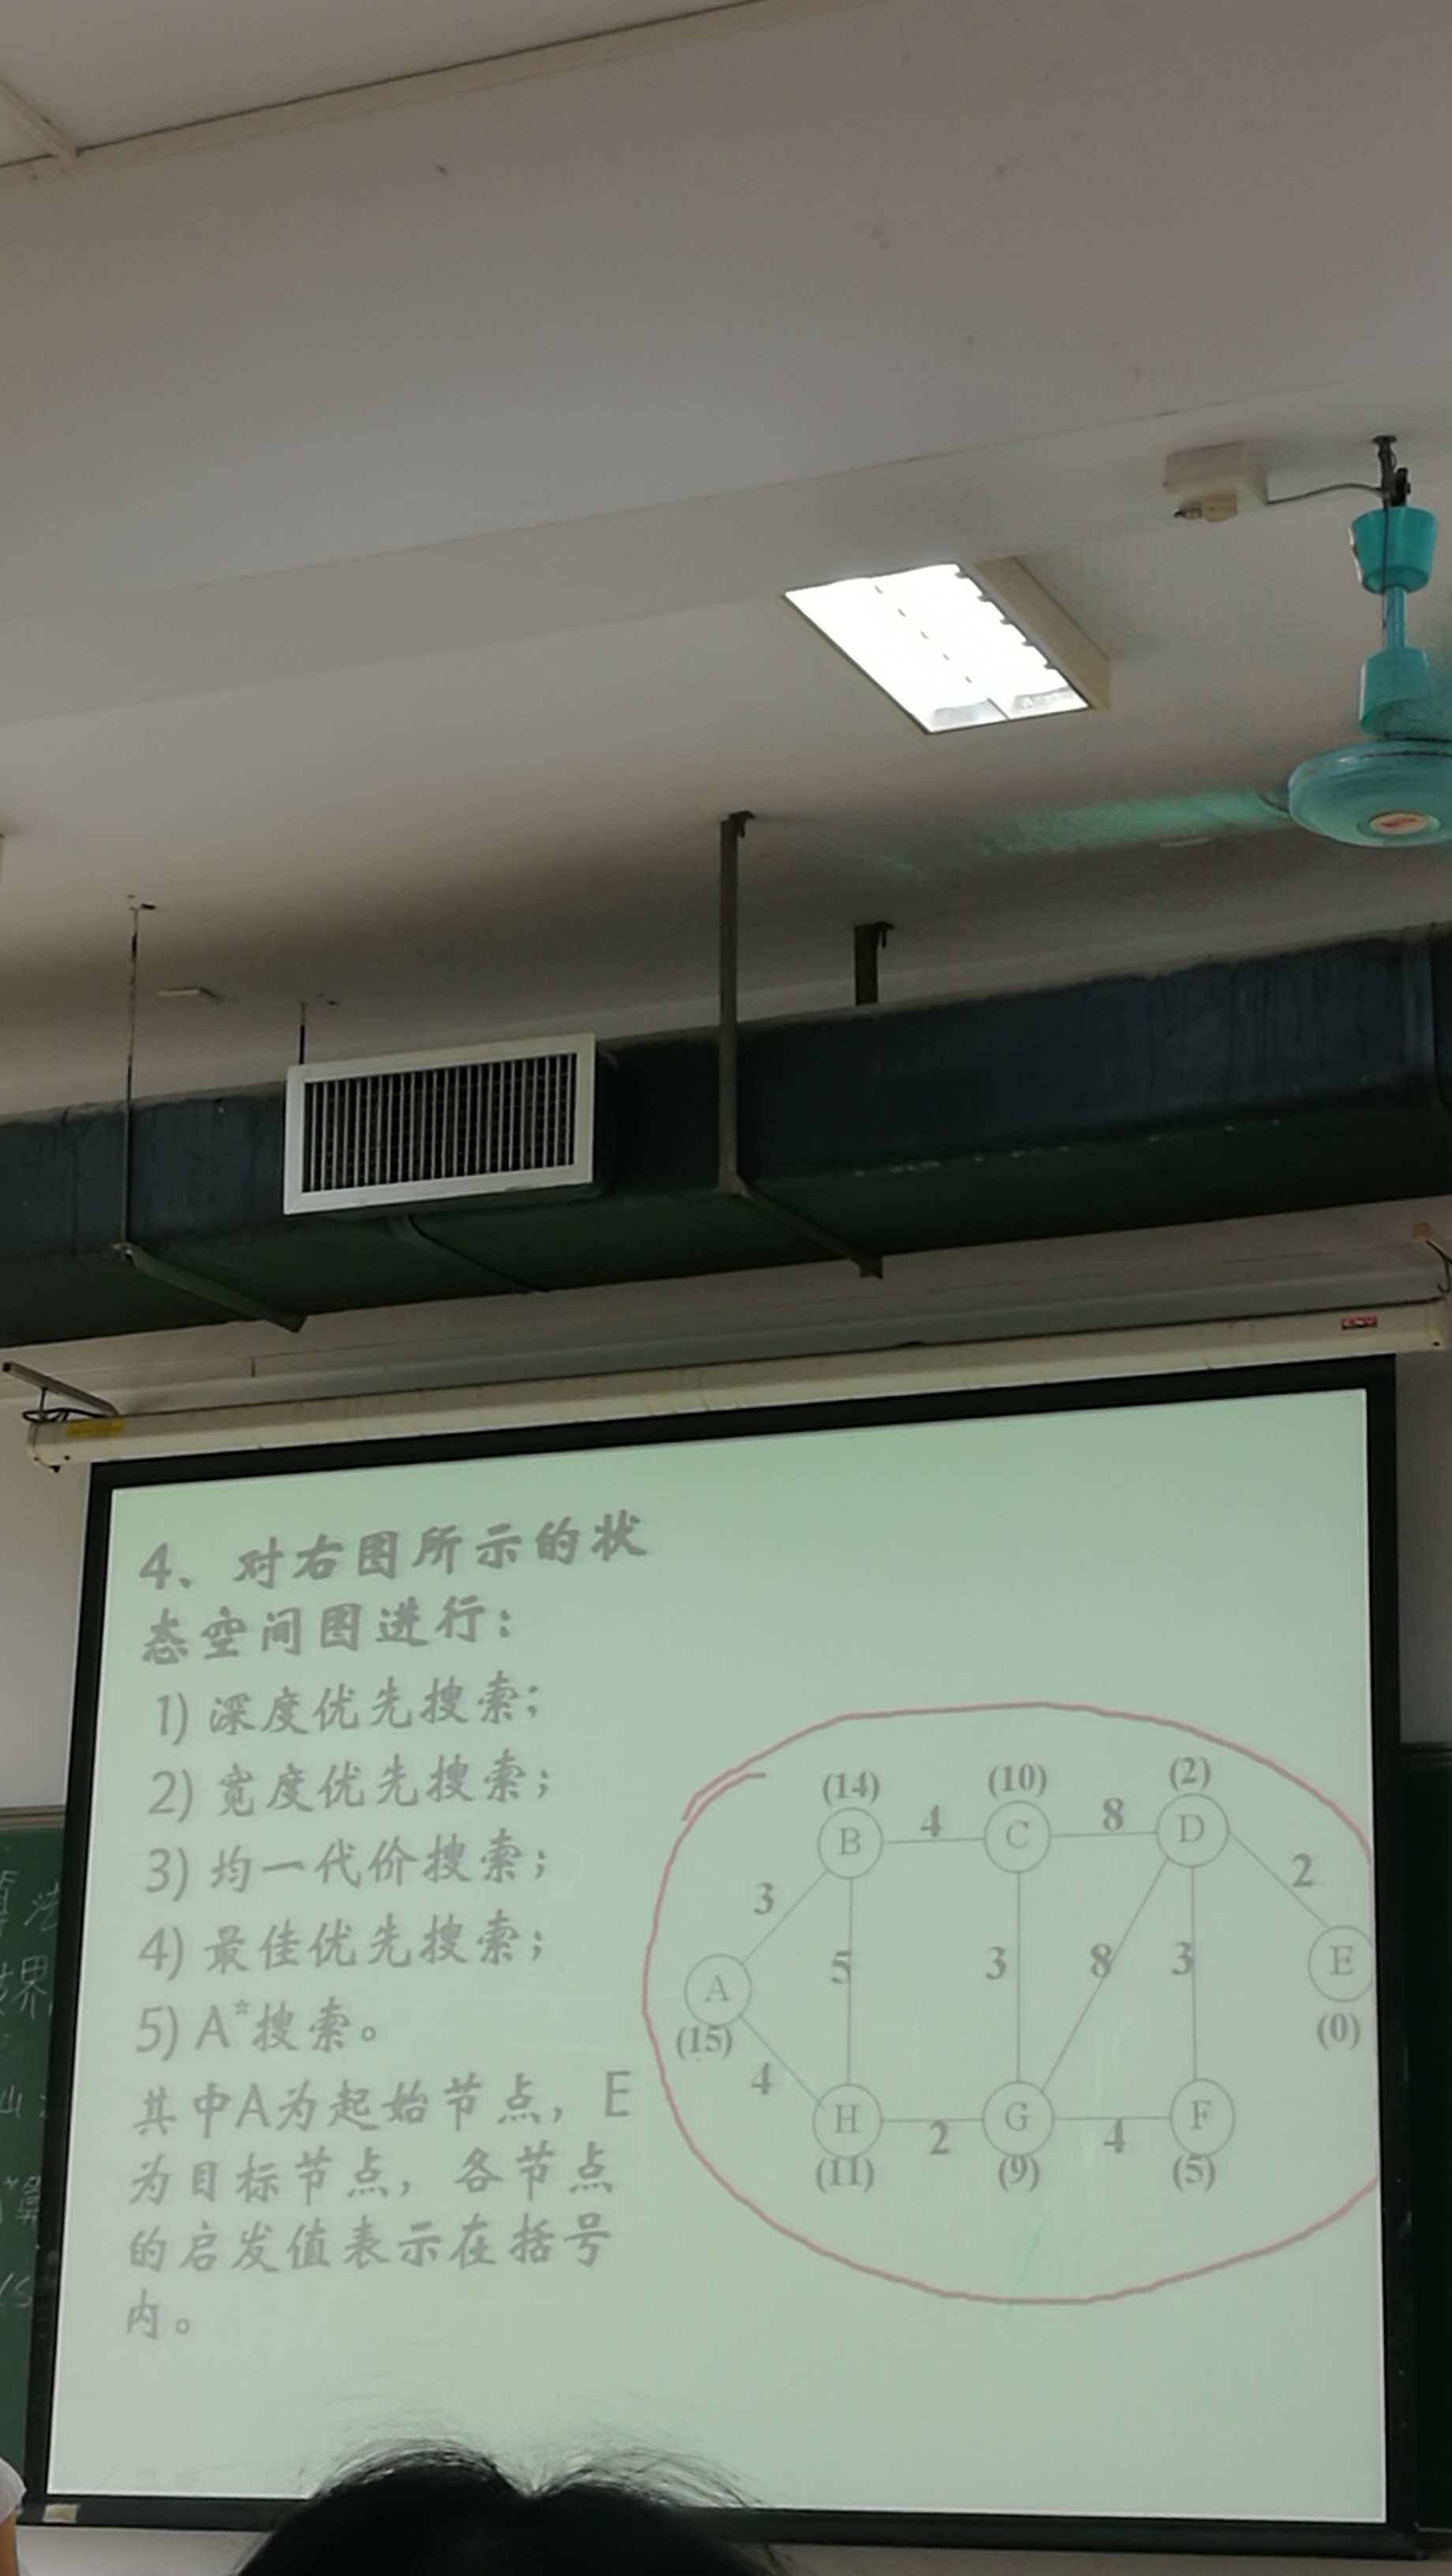 4、对右图所示的状
态空间图进行：
1) 深度优先搜索；
2) 宽度优先搜索；
3) 均一代价搜索；
4) 最佳优先搜索；
5) A*搜索。
其中A为起始节点，E
为目标节点，各节点
的启发值表示在括号
内。
(14) (10) (2)
B 4 C 8 D
3 2
5 3 8 3
A E
(15) (0)
4
H 2 G 4 F
(11) (9) (5)
算法